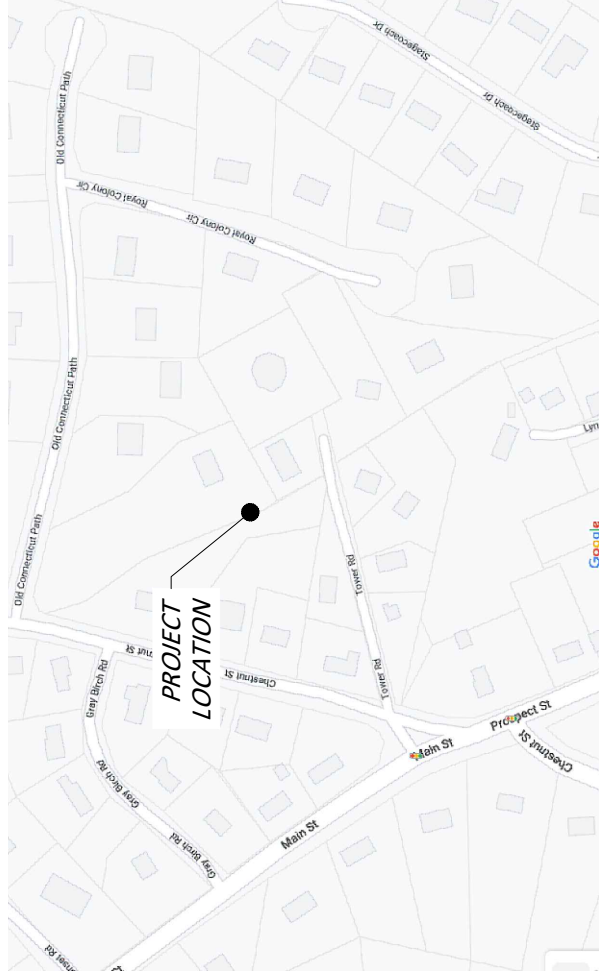 Stagecoach Dr
Stagecoach Dr
Old Connecticut Path
Royal Colony Cir
Royal Colony Cir
Old Connecticut Path
Old Connecticut Path
PROJECT
LOCATION
Tower Rd
Tower Rd
Chestnut St
Gray Birch Rd
Gray Birch Rd
Gray Birch Rd
Main St
Main St
Prospect St
Chestnut St
Google